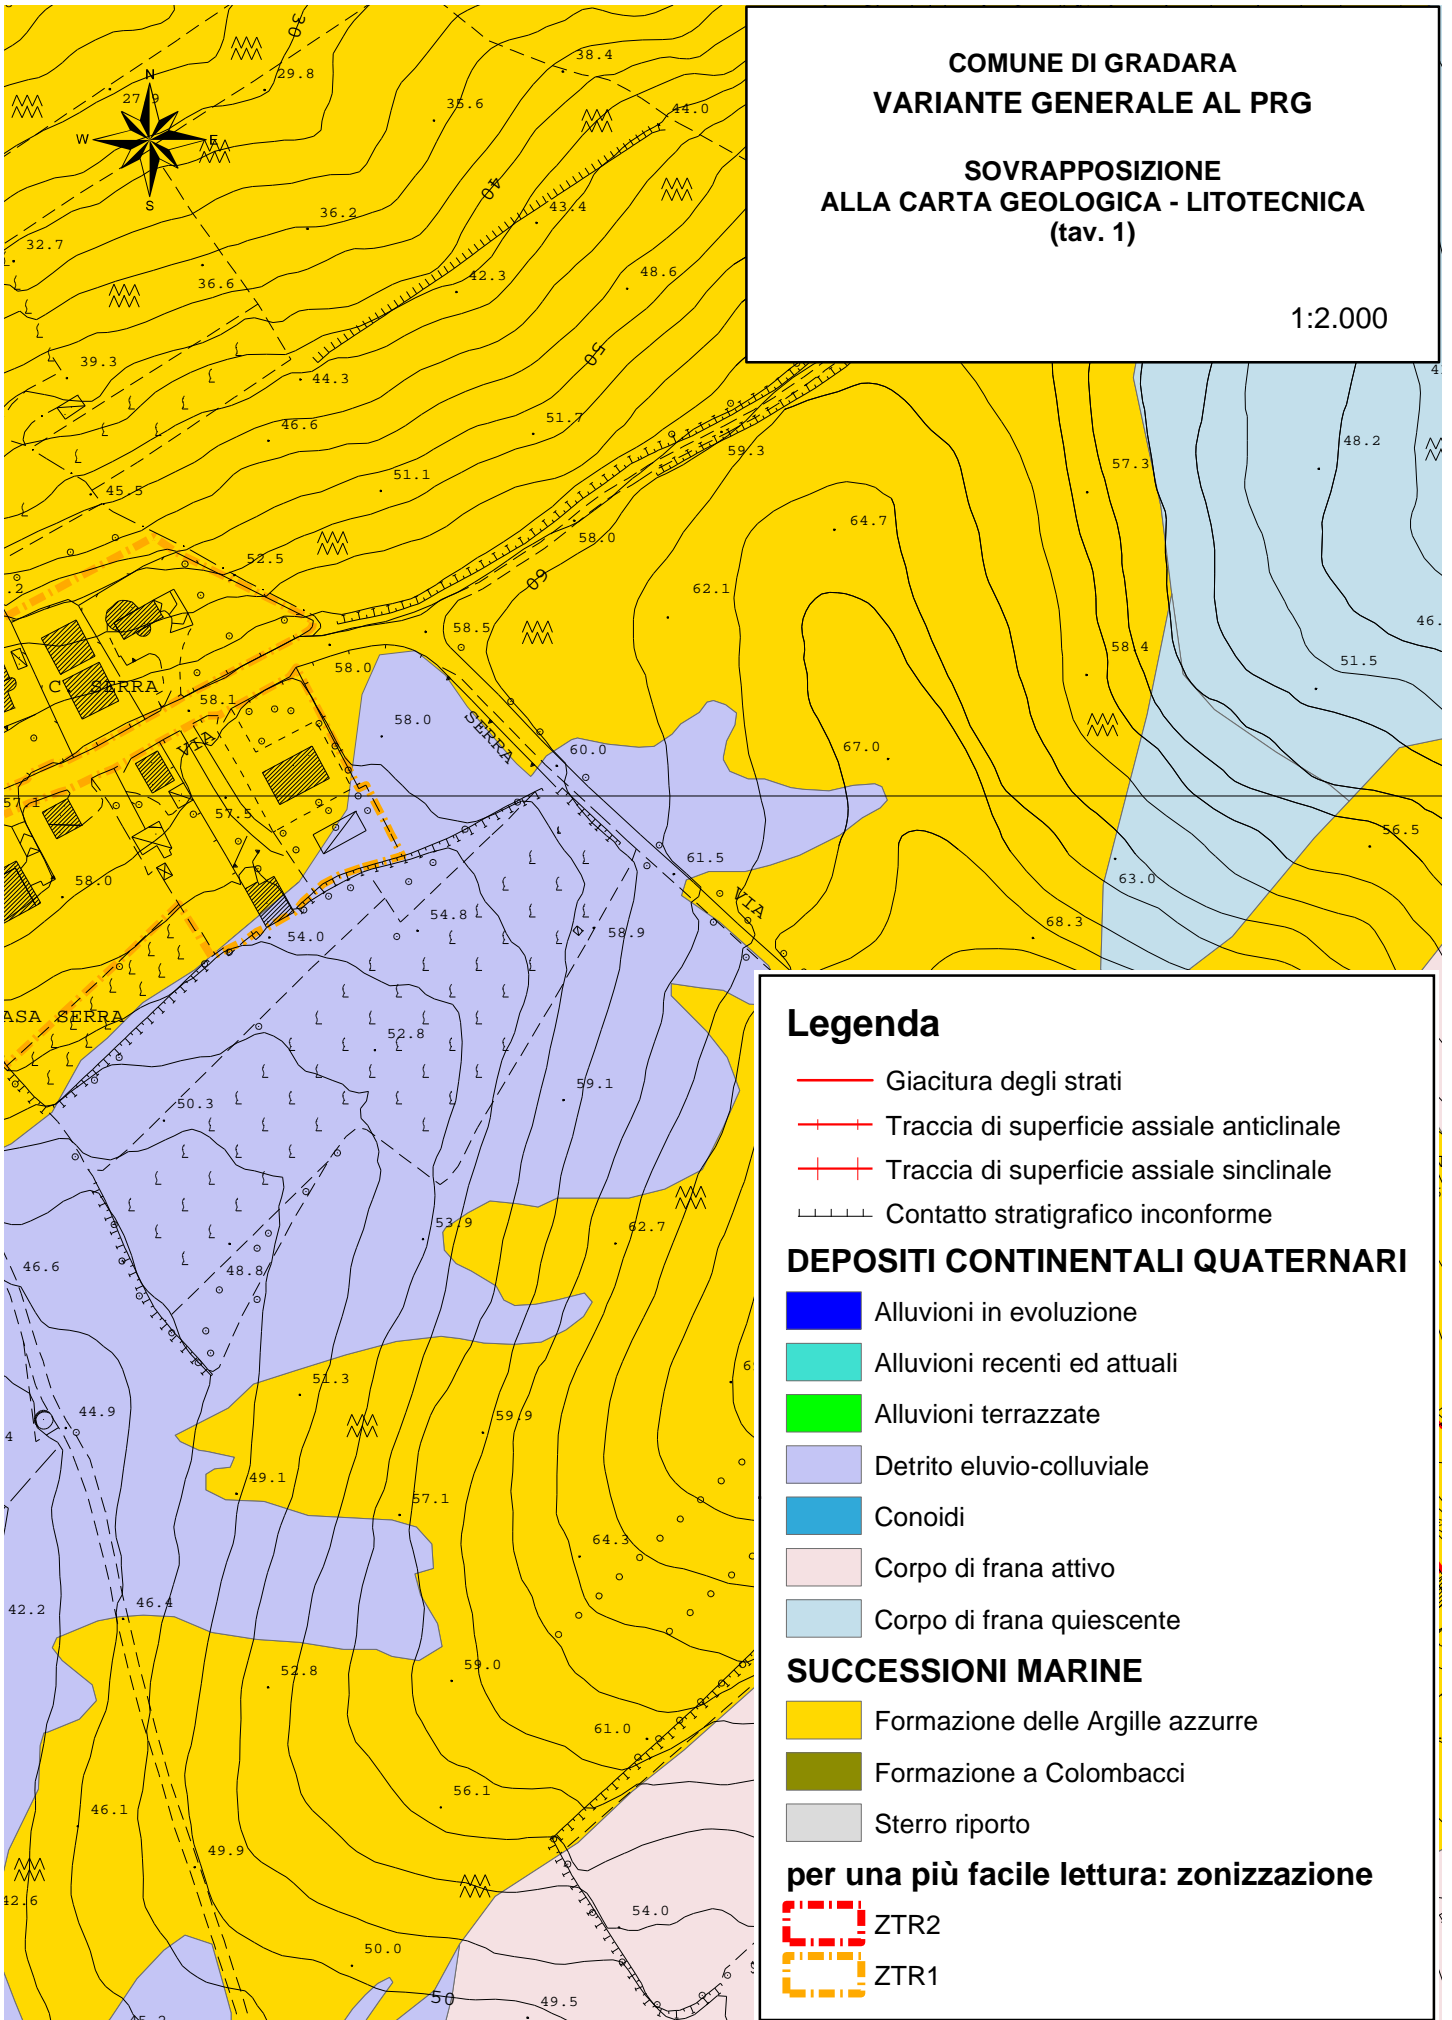 COMUNE DI GRADARA
VARIANTE GENERALE AL PRG
SOVRAPPOSIZIONE
ALLA CARTA GEOLOGICA - LITOTECNICA
(tav. 1)
1:2.000
N
W
E
S
30
29.8
38.4
35.6
44.0
40
36.2
43.4
32.7
36.6
42.3
48.6
50
39.3
44.3
46.6
51.7
51.1
45.5
59.3
48.2
57.3
64.7
52.5
58.0
60
62.1
58.5
58.0
58.4
51.5
C. SERRA
58.1
58.0
SERRA
VIA
60.0
67.0
57.1
57.5
56.5
58.0
61.5
63.0
VIA
54.8
58.9
68.3
54.0
ASA SERRA
52.8
59.1
50.3
53.9
62.7
46.6
48.8
51.3
59.9
44.9
49.1
57.1
64.3
42.2
46.4
52.8
59.0
61.0
56.1
46.1
49.9
42.6
54.0
50.0
50
49.5
Legenda
Giacitura degli strati
Traccia di superficie assiale anticlinale
Traccia di superficie assiale sinclinale
Contatto stratigrafico inconforme
DEPOSITI CONTINENTALI QUATERNARI
Alluvioni in evoluzione
Alluvioni recenti ed attuali
Alluvioni terrazzate
Detrito eluvio-colluviale
Conoidi
Corpo di frana attivo
Corpo di frana quiescente
SUCCESSIONI MARINE
Formazione delle Argille azzurre
Formazione a Colombacci
Sterro riporto
per una più facile lettura: zonizzazione
ZTR2
ZTR1